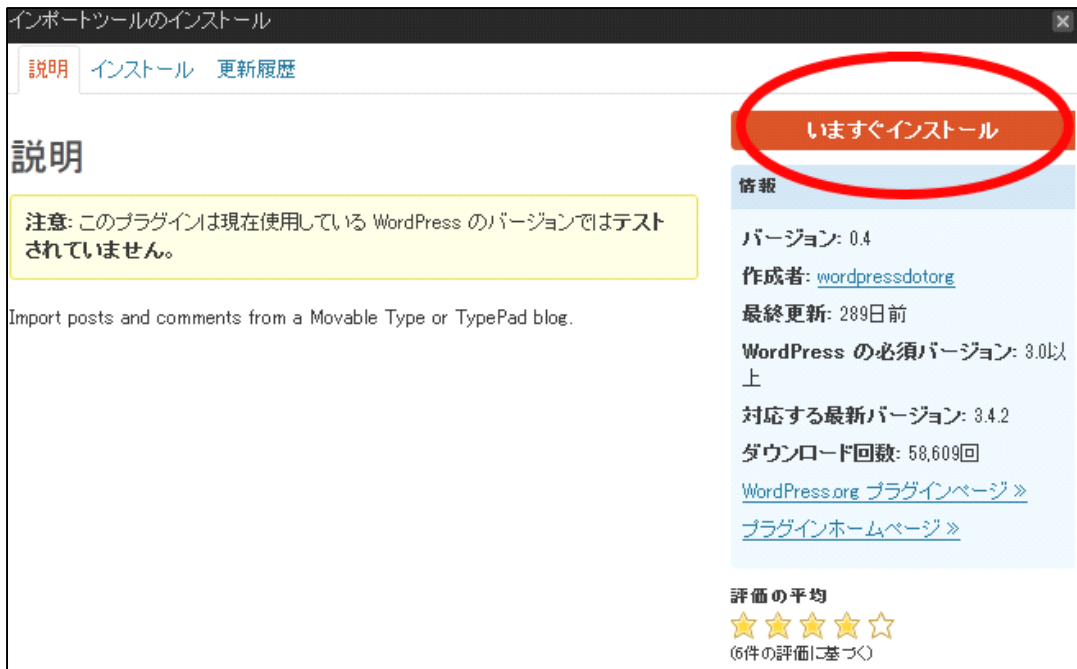 インポートツールのインストール
説明 インストール 更新履歴
説明
注意: このプラグインは現在使用している WordPress のバージョンではテスト
されていません。
Import posts and comments from a Movable Type or TypePad blog.
いますぐインストール
情報
バージョン: 0.4
作成者: wordpressdotorg
最終更新: 289日前
WordPress の必須バージョン: 3.0以
上
対応する最新バージョン: 3.4.2
ダウンロード回数: 58,609回
WordPress.org プラグインページ »
プラグインホームページ »
評価の平均
(6件の評価に基づく)